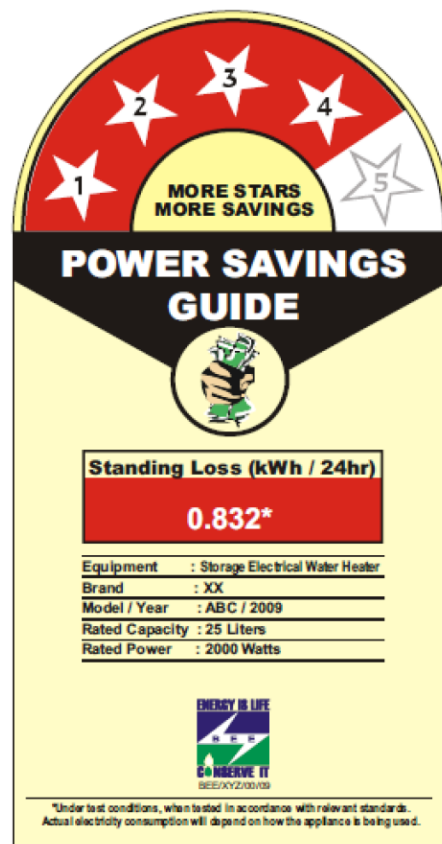 1
2
3
4
5
MORE STARS
MORE SAVINGS
POWER SAVINGS
GUIDE
Standing Loss (kWh / 24hr)
0.832*
Equipment : Storage Electrical Water Heater
Brand : XX
Model / Year : ABC / 2009
Rated Capacity : 25 Liters
Rated Power : 2000 Watts
ENERGY IS LIFE
BEE
CONSERVE IT
BEE/XYZ/00/09
*Under test conditions, when tested in accordance with relevant standards.
Actual electricity consumption will depend on how the appliance is being used.